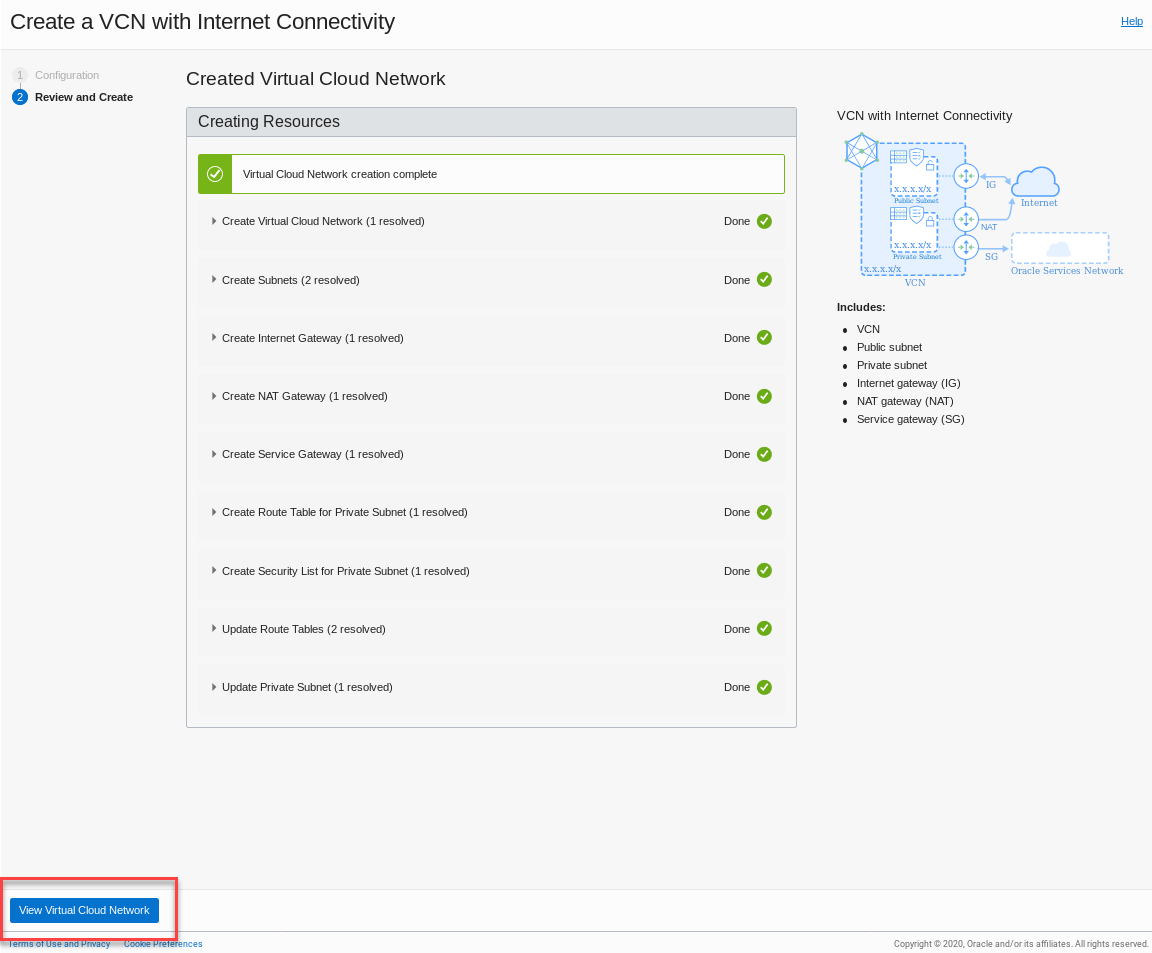 Create a VCN with Internet Connectivity
Help
1 Configuration
2 Review and Create
Created Virtual Cloud Network
Creating Resources
Virtual Cloud Network creation complete
Create Virtual Cloud Network (1 resolved) Done
Create Subnets (2 resolved) Done
Create Internet Gateway (1 resolved) Done
Create NAT Gateway (1 resolved) Done
Create Service Gateway (1 resolved) Done
Create Route Table for Private Subnet (1 resolved) Done
Create Security List for Private Subnet (1 resolved) Done
Update Route Tables (2 resolved) Done
Update Private Subnet (1 resolved) Done
VCN with Internet Connectivity
x.x.x.x/x
Public Subnet
IG
Internet
NAT
x.x.x.x/x
Private Subnet
SG
Oracle Services Network
x.x.x.x/x
VCN
Includes:
VCN
Public subnet
Private subnet
Internet gateway (IG)
NAT gateway (NAT)
Service gateway (SG)
View Virtual Cloud Network
Terms of Use and Privacy Cookie Preferences
Copyright © 2020, Oracle and/or its affiliates. All rights reserved.